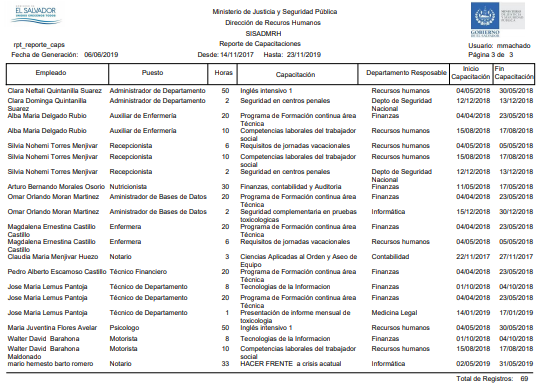 GOBIERNO DE
EL SALVADOR
UNÁMONOS PARA CRECER
Ministerio de Justicia y Seguridad Pública
Dirección de Recuros Humanos
SISADMRH
Reporte de Capacitaciones
GOBIERNO
DE EL SALVADOR
rpt_reporte_caps
Usuario: mmachado
Fecha de Generación: 06/06/2019
Desde: 14/11/2017 Hasta: 23/11/2019
Página 3 de 3
Empleado Puesto Horas Capacitación Departamento Resposable Inicio Capacitación Fin Capacitación
Clara Neftali Quintanilla Suarez Administrador de Departamento 50 Inglés intensivo 1 Recursos humanos 04/05/2018 30/05/2018
Clara Dominga Quintanilla Administrador de Departamento 2 Seguridad en centros penales Depto de Seguridad 12/12/2018 13/12/2018
Suarez Nacional
Alba Maria Delgado Rubio Auxiliar de Enfermería 20 Programa de Formación continua área Finanzas 04/04/2018 23/05/2018
Técnica
Alba Maria Delgado Rubio Auxiliar de Enfermería 10 Competencias laborales del trabajador Recursos humanos 15/08/2018 17/08/2018
social
Silvia Nohemi Torres Menjivar Recepcionista 6 Requisitos de jornades vacacionales Recursos humanos 04/05/2018 05/05/2018
Silvia Nohemi Torres Menjivar Recepcionista 10 Competencias laborales del trabajador Recursos humanos 15/08/2018 17/08/2018
social
Silvia Nohemi Torres Menjivar Recepcionista 2 Seguridad en centros penales Depto de Seguridad 12/12/2018 13/12/2018
Nacional
Arturo Bernando Morales Osorio Nutricionista 30 Finanzas, contabilidad y Auditoria Finanzas 11/05/2018 17/05/2018
Omar Orlando Moran Martinez Aministrador de Bases de Datos 20 Programa de Formación continua área Finanzas 04/04/2018 23/05/2018
Técnica
Omar Orlando Moran Martinez Aministrador de Bases de Datos 2 Seguridad complementaria en pruebas Informática 15/12/2018 30/12/2018
toxicologicas
Magdalena Ernestina Castillo Enfermera 20 Programa de Formación continua área Finanzas 04/04/2018 23/05/2018
Castillo Técnica
Magdalena Ernestina Castillo Enfermera 6 Requisitos de jornades vacacionales Recursos humanos 04/05/2018 05/05/2018
Castillo
Claudia Maria Menjivar Huezo Notario 3 Ciencias Aplicadas al Orden y Aseo de Contabilidad 22/11/2017 27/11/2017
Equipo
Pedro Alberto Escamoso Castillo Técnico Financiero 20 Programa de Formación continua área Finanzas 04/04/2018 23/05/2018
Técnica
Jose Maria Lemus Pantoja Técnico de Departamento 8 Tecnologias de la Informacion Finanzas 01/10/2018 04/10/2018
Jose Maria Lemus Pantoja Técnico de Departamento 20 Programa de Formación continua área Finanzas 04/04/2018 23/05/2018
Técnica
Jose Maria Lemus Pantoja Técnico de Departamento 1 Presentación de informe mensual de Medicina Legal 14/01/2019 17/01/2019
toxicologia
Maria Juventina Flores Avelar Psicologo 50 Inglés intensivo 1 Recursos humanos 04/05/2018 30/05/2018
Walter David Barahona Motorista 8 Tecnologias de la Informacion Finanzas 01/10/2018 04/10/2018
Walter David Barahona Motorista 10 Competencias laborales del trabajador Recursos humanos 15/08/2018 17/08/2018
Maldonado social
mario hernesto barto romero Notario 33 HACER FRENTE a crisis acatual Informática 02/05/2019 31/05/2019
Total de Registros: 69